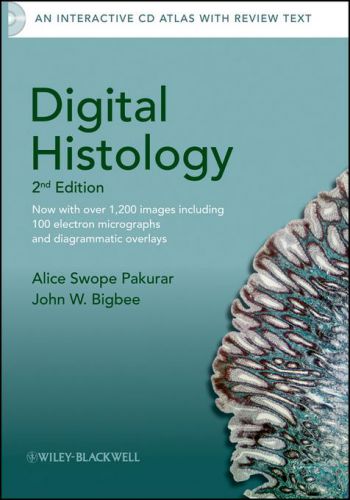 AN INTERACTIVE CD ATLAS WITH REVIEW TEXT
Digital
Histology
2nd Edition
Now with over 1,200 images including
100 electron micrographs
and diagrammatic overlays
Alice Swope Pakurar
John W. Bigbee
WILEY-BLACKWELL